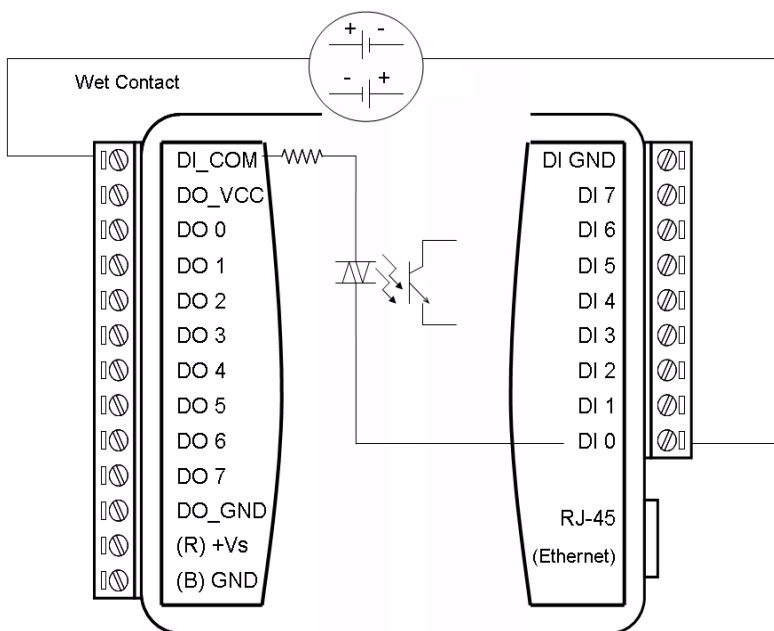 + -
Wet Contact
- +
DI_COM
DO_VCC
DO 0
DO 1
DO 2
DO 3
DO 4
DO 5
DO 6
DO 7
DO_GND
(R) +Vs
(B) GND
DI GND
DI 7
DI 6
DI 5
DI 4
DI 3
DI 2
DI 1
DI 0
RJ-45
(Ethernet)